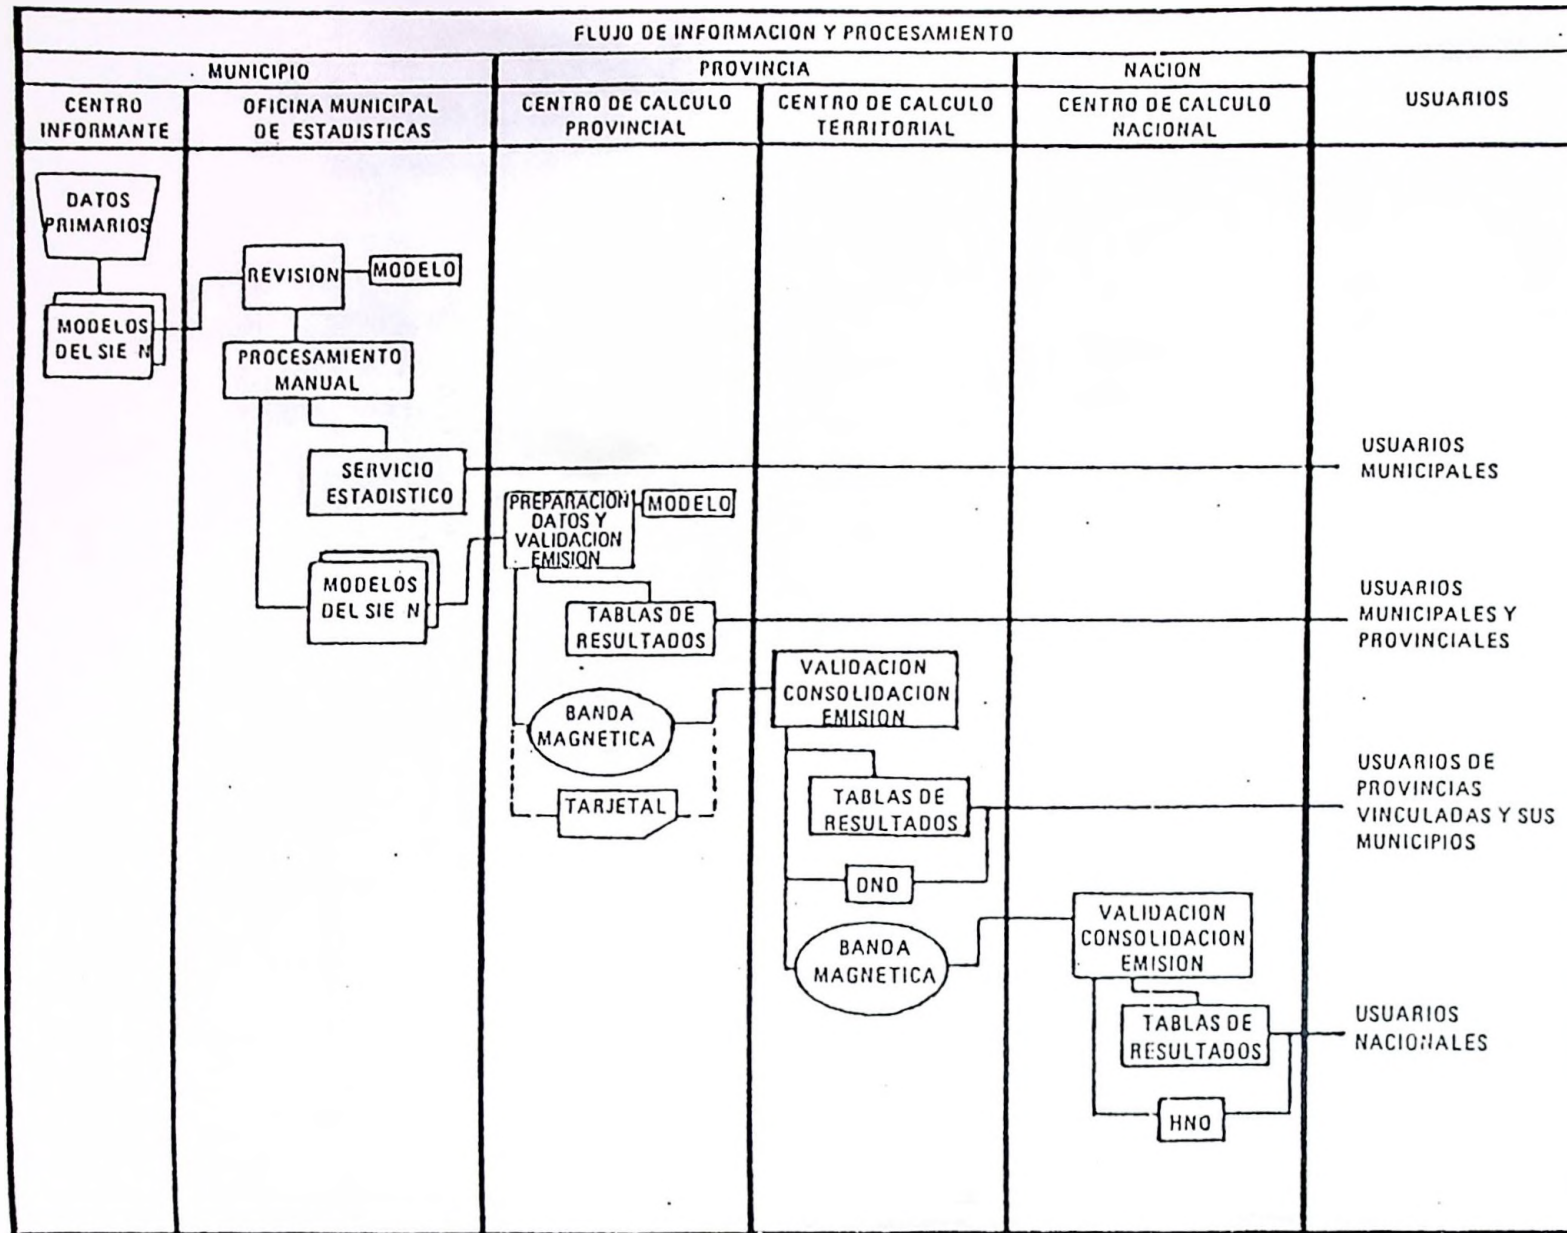 FLUJO DE INFORMACION Y PROCESAMIENTO
MUNICIPIO
PROVINCIA
NACION
USUARIOS
CENTRO
INFORMANTE
OFICINA MUNICIPAL
DE ESTADISTICAS
CENTRO DE CALCULO
PROVINCIAL
CENTRO DE CALCULO
TERRITORIAL
CENTRO DE CALCULO
NACIONAL
DATOS
PRIMARIOS
MODELOS
DEL SIE N
REVISION
MODELO
PROCESAMIENTO
MANUAL
SERVICIO
ESTADISTICO
USUARIOS
MUNICIPALES
MODELOS
DEL SIE N
PREPARACION
DATOS Y
VALIDACION
EMISION
MODELO
TABLAS DE
RESULTADOS
USUARIOS
MUNICIPALES Y
PROVINCIALES
BANDA
MAGNETICA
TARJETAL
VALIDACION
CONSOLIDACION
EMISION
TABLAS DE
RESULTADOS
USUARIOS DE
PROVINCIAS
VINCULADAS Y SUS
MUNICIPIOS
DNO
BANDA
MAGNETICA
VALIDACION
CONSOLIDACION
EMISION
TABLAS DE
RESULTADOS
USUARIOS
NACIONALES
HNO